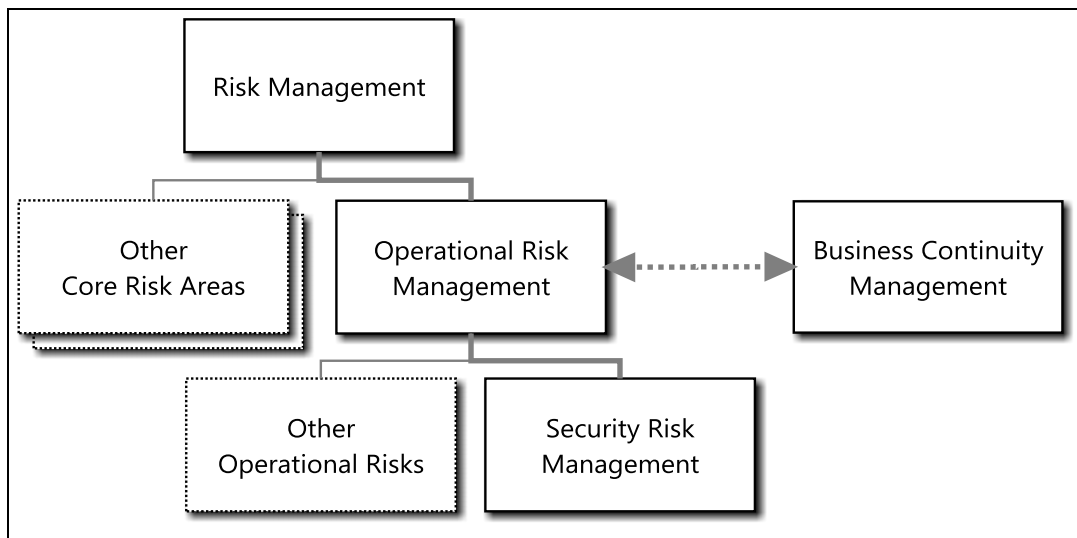 Risk Management
Other
Core Risk Areas
Operational Risk
Management
Business Continuity
Management
Other
Operational Risks
Security Risk
Management